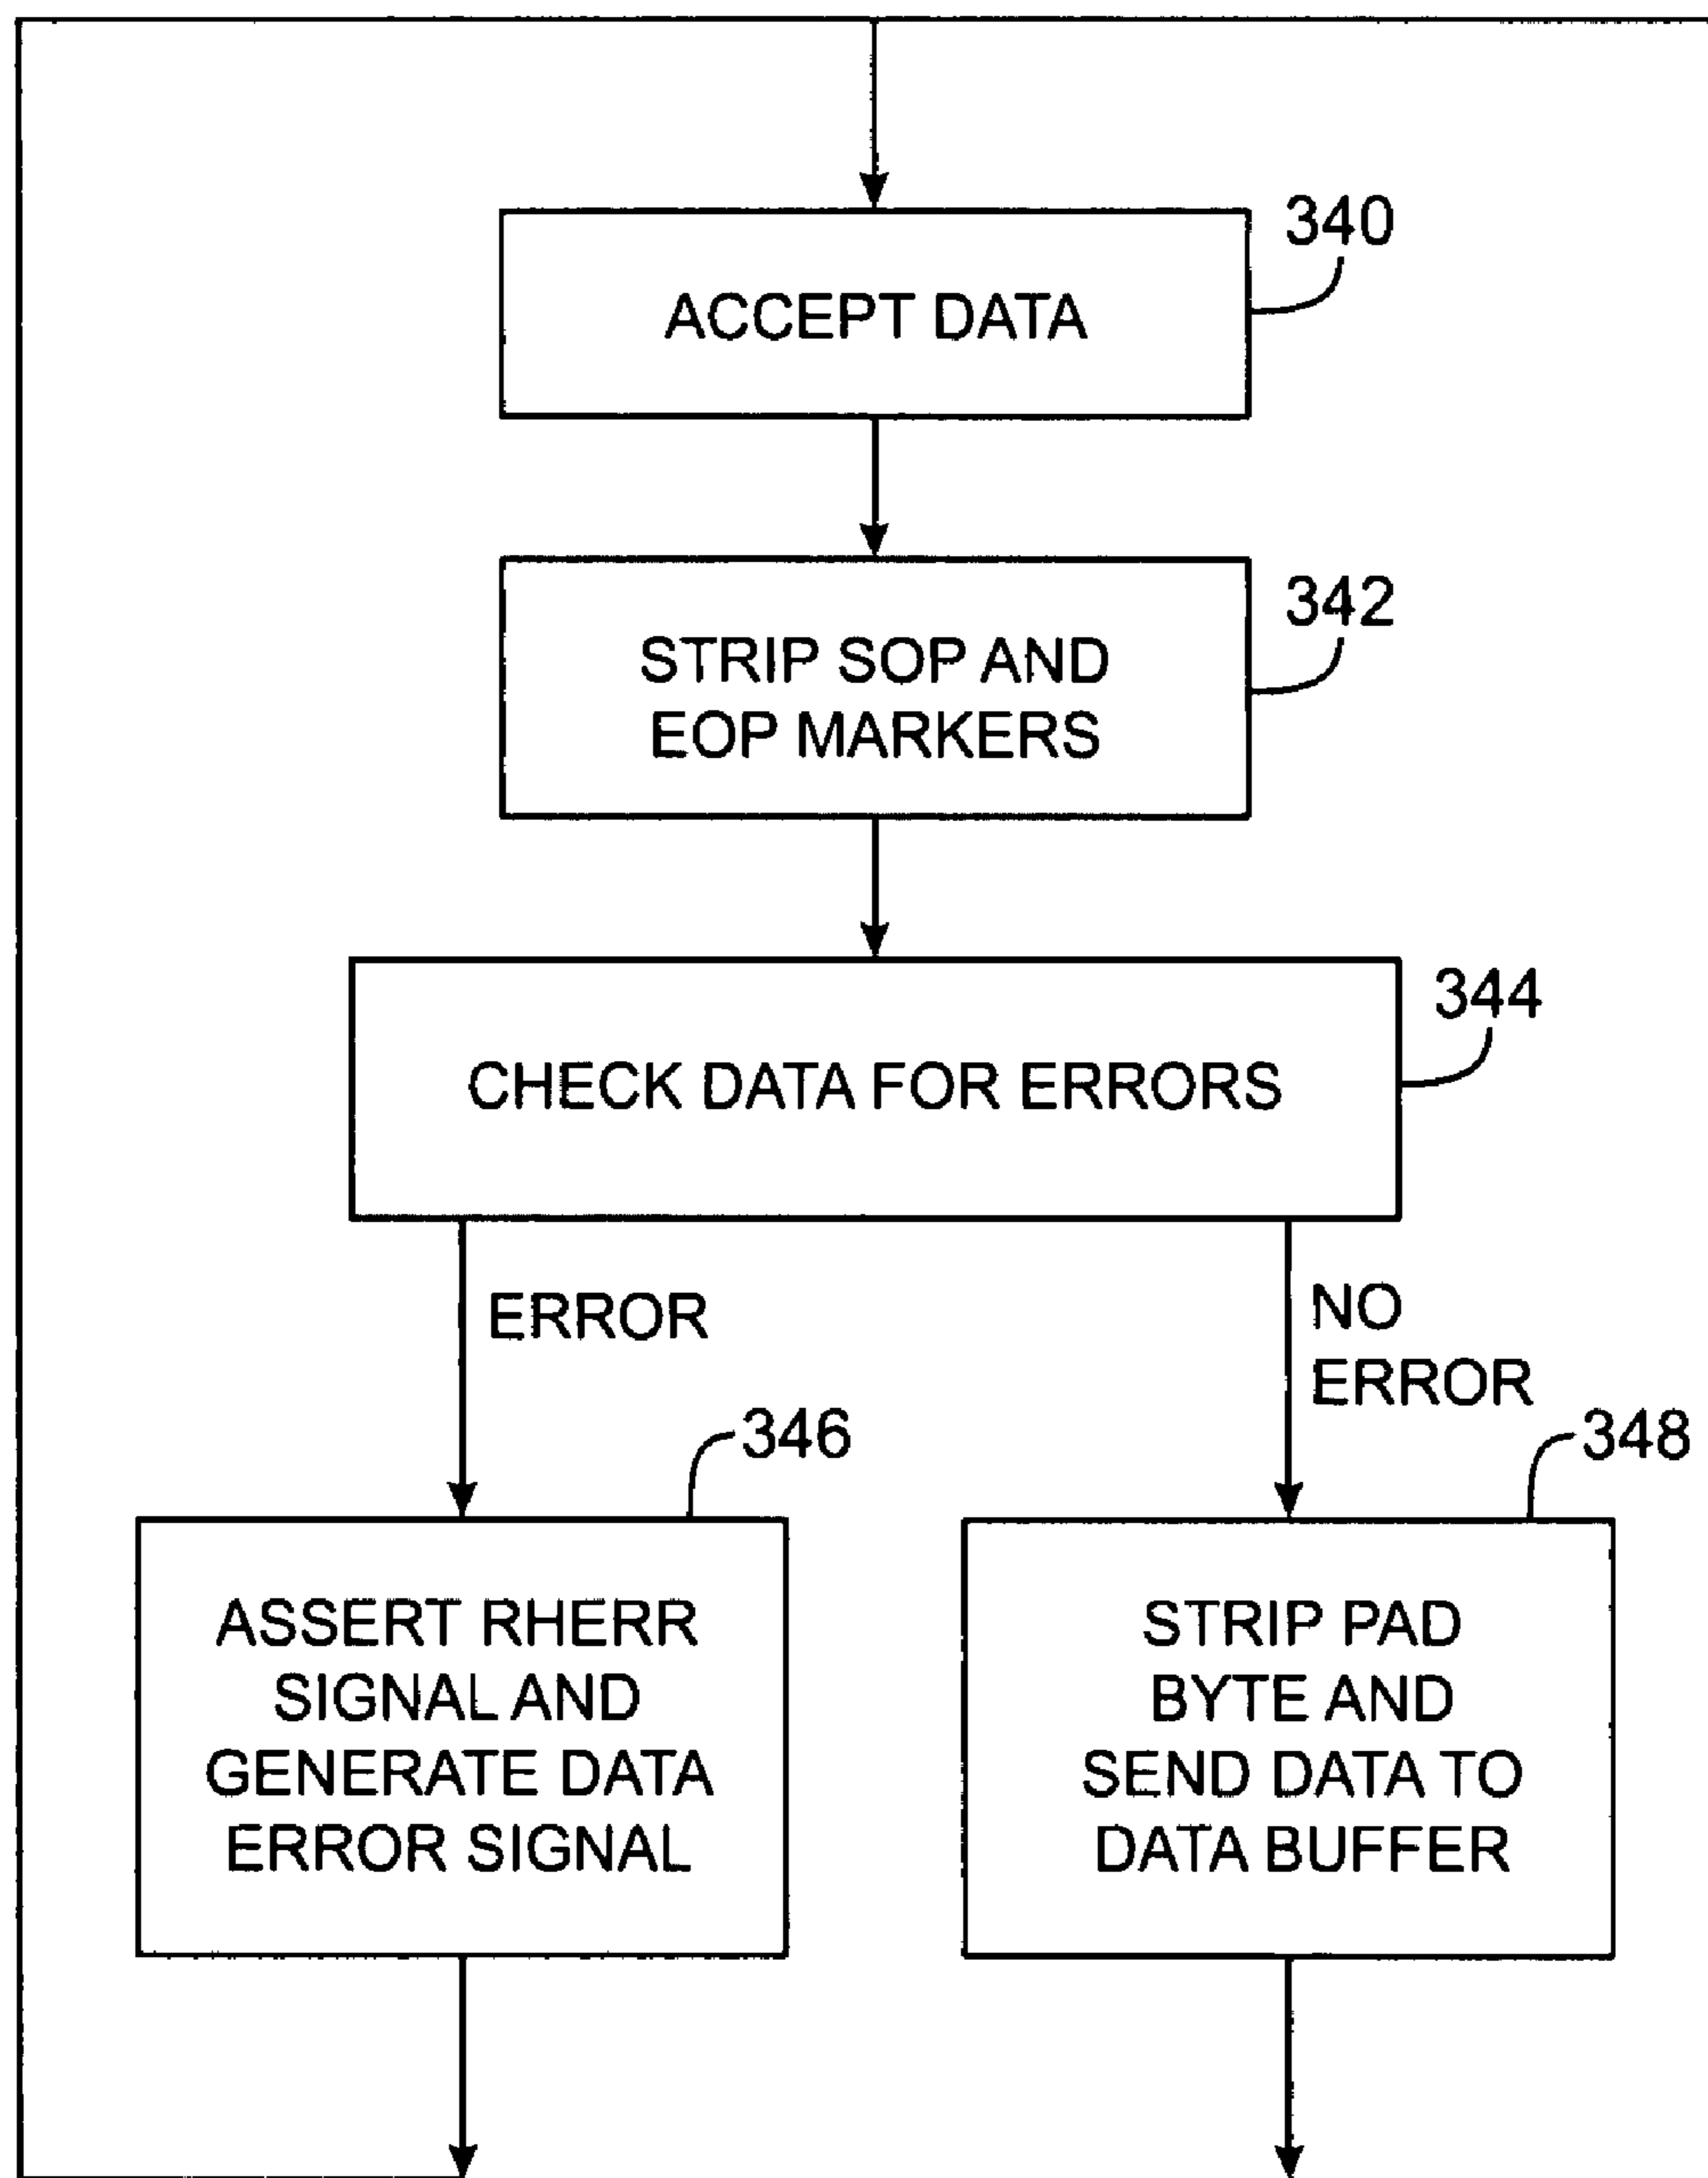 340
ACCEPT DATA
342
STRIP SOP AND
EOP MARKERS
344
CHECK DATA FOR ERRORS
ERROR
NO
ERROR
346
348
ASSERT RHERR
SIGNAL AND
GENERATE DATA
ERROR SIGNAL
STRIP PAD
BYTE AND
SEND DATA TO
DATA BUFFER